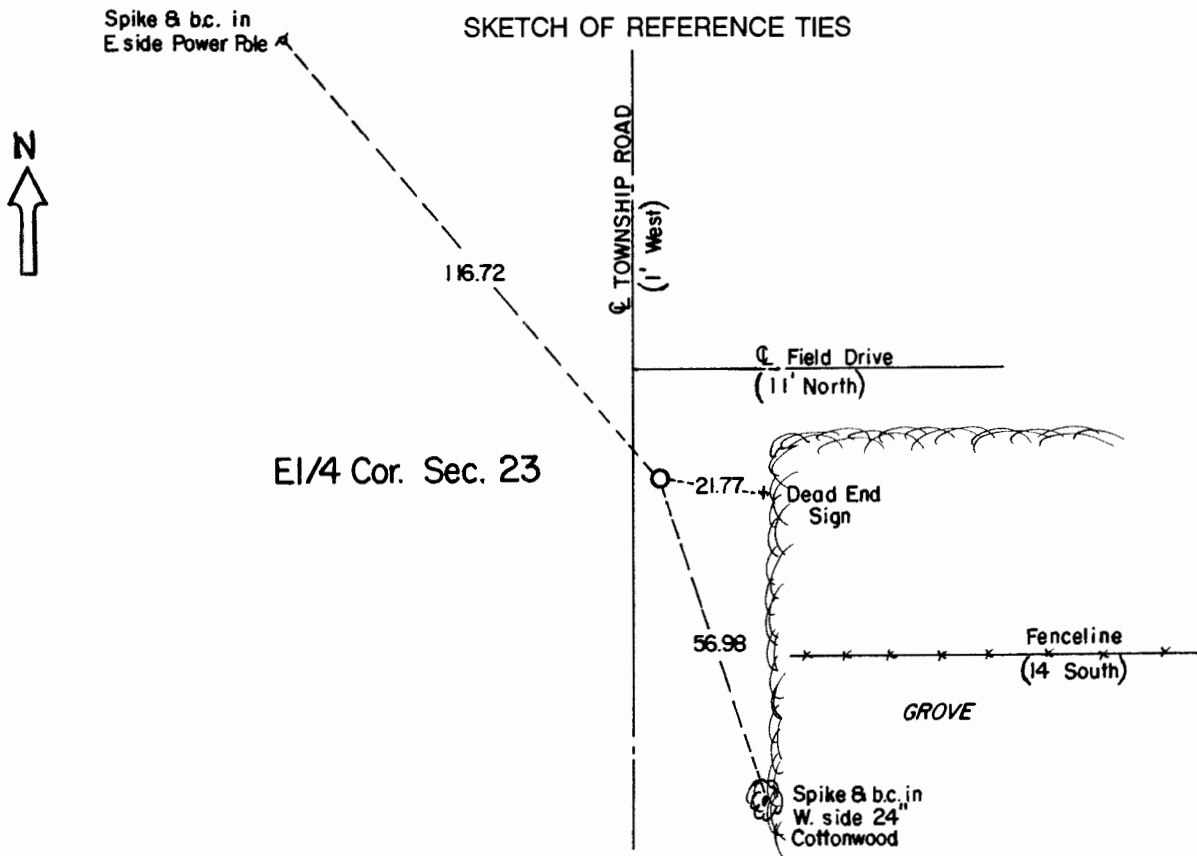 SKETCH OF REFERENCE TIES
Spike & b.c. in
E. side Power Pole
N
116.72
℄ TOWNSHIP ROAD
(1' West)
℄ Field Drive
(11' North)
E1/4 Cor. Sec. 23
21.77
Dead End
Sign
56.98
Fenceline
(14 South)
GROVE
Spike & b.c. in
W. side 24"
Cottonwood